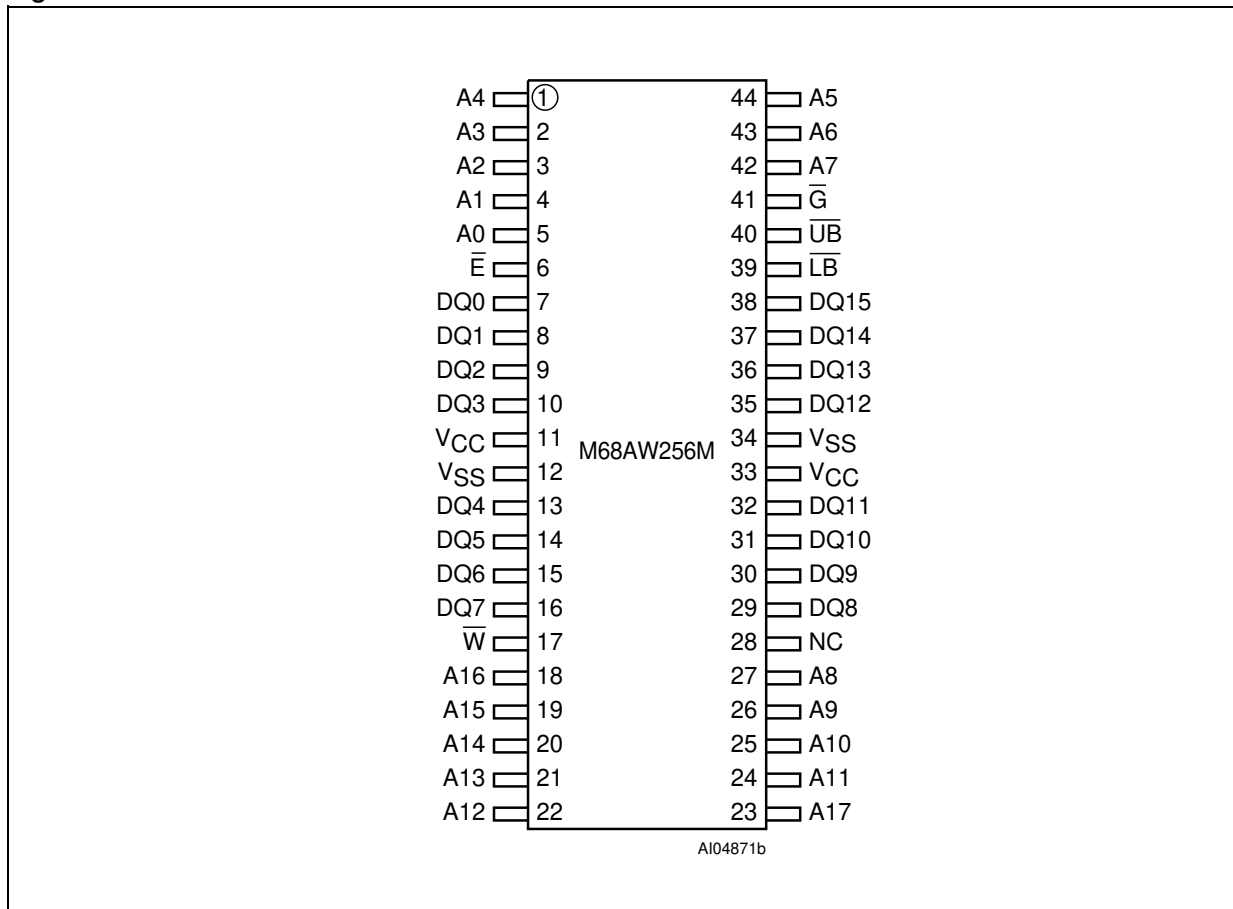 A4 1 44 A5
A3 2 43 A6
A2 3 42 A7
A1 4 41 G̅
A0 5 40 U̅B̅
E̅ 6 39 L̅B̅
DQ0 7 38 DQ15
DQ1 8 37 DQ14
DQ2 9 36 DQ13
DQ3 10 35 DQ12
VCC 11 34 VSS
M68AW256M
VSS 12 33 VCC
DQ4 13 32 DQ11
DQ5 14 31 DQ10
DQ6 15 30 DQ9
DQ7 16 29 DQ8
W̅ 17 28 NC
A16 18 27 A8
A15 19 26 A9
A14 20 25 A10
A13 21 24 A11
A12 22 23 A17
AI04871b